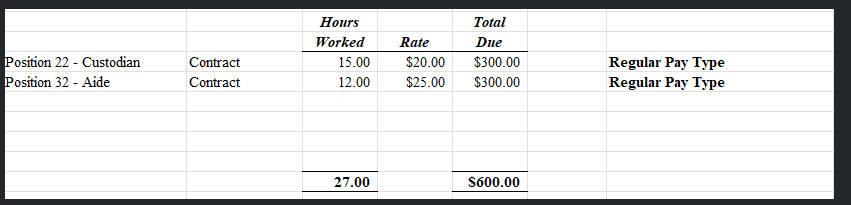 Hours Total
Worked Rate Due
Position 22 - Custodian Contract 15.00 $20.00 $300.00 Regular Pay Type
Position 32 - Aide Contract 12.00 $25.00 $300.00 Regular Pay Type
27.00 $600.00